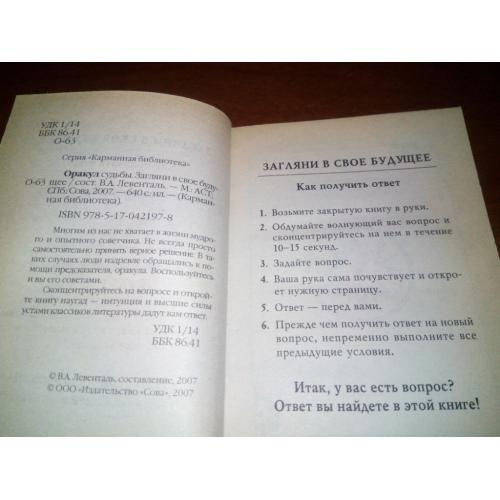 УДК 1/14
ББК 86.41
О-63
Серия «Карманная библиотека»
Оракул судьбы. Загляни в свое буду-
О-63 щее / сост. В.А. Левенталь. — М.: АСТ;
СПб.: Сова, 2007. — 640 с.: ил. — (Карман-
ная библиотека).
ISBN 978-5-17-042197-8
Многим из нас не хватает в жизни мудро-
го и опытного советчика. Не всегда просто
самостоятельно принять верное решение. В та-
ких случаях люди издревле обращались к по-
мощи предсказателя, оракула. Воспользуйтесь
и вы его советами.
Сконцентрируйтесь на вопросе и открой-
те книгу наугад — интуиция и высшие силы
устами классиков литературы дадут вам ответ.
УДК 1/14
ББК 86.41
© В.А. Левенталь, составление, 2007
© ООО «Издательство «Сова», 2007
ЗАГЛЯНИ В СВОЕ БУДУЩЕЕ
Как получить ответ
1. Возьмите закрытую книгу в руки.
2. Обдумайте волнующий вас вопрос и
сконцентрируйтесь на нем в течение
10–15 секунд.
3. Задайте вопрос.
4. Ваша рука сама почувствует и откро-
ет нужную страницу.
5. Ответ — перед вами.
6. Прежде чем получить ответ на новый
вопрос, непременно выполните все
предыдущие условия.
Итак, у вас есть вопрос?
Ответ вы найдете в этой книге!